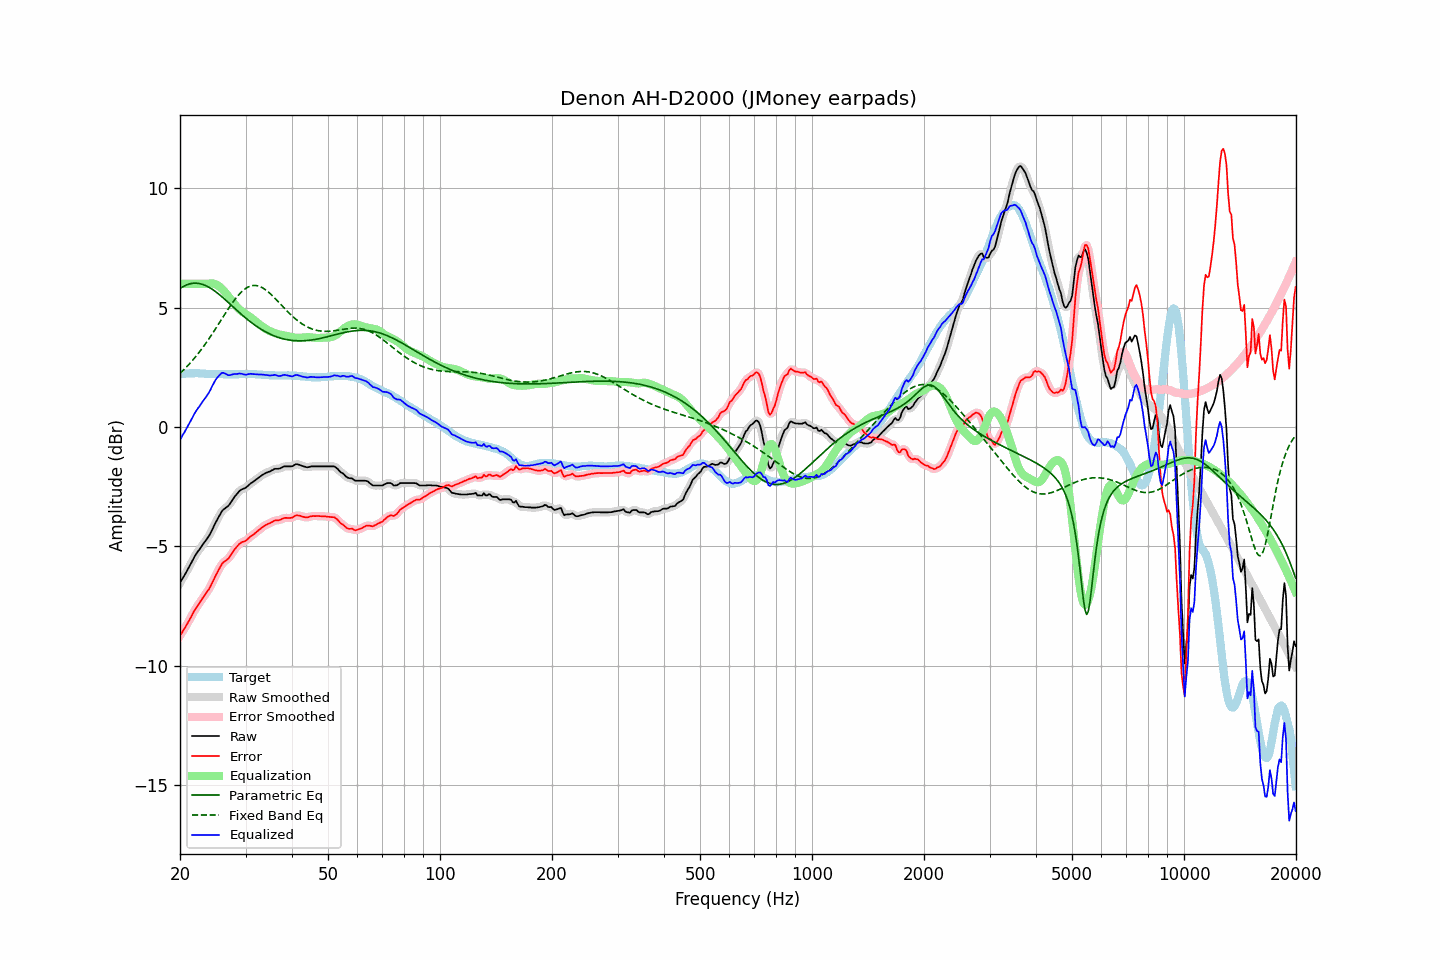 Denon AH-D2000 (JMoney earpads)
Amplitude (dBr)
10
5
0
−5
−10
−15
Target
Raw Smoothed
Error Smoothed
Raw
Error
Equalization
Parametric Eq
Fixed Band Eq
Equalized
20 50 100 200 500 1000 2000 5000 10000 20000
Frequency (Hz)